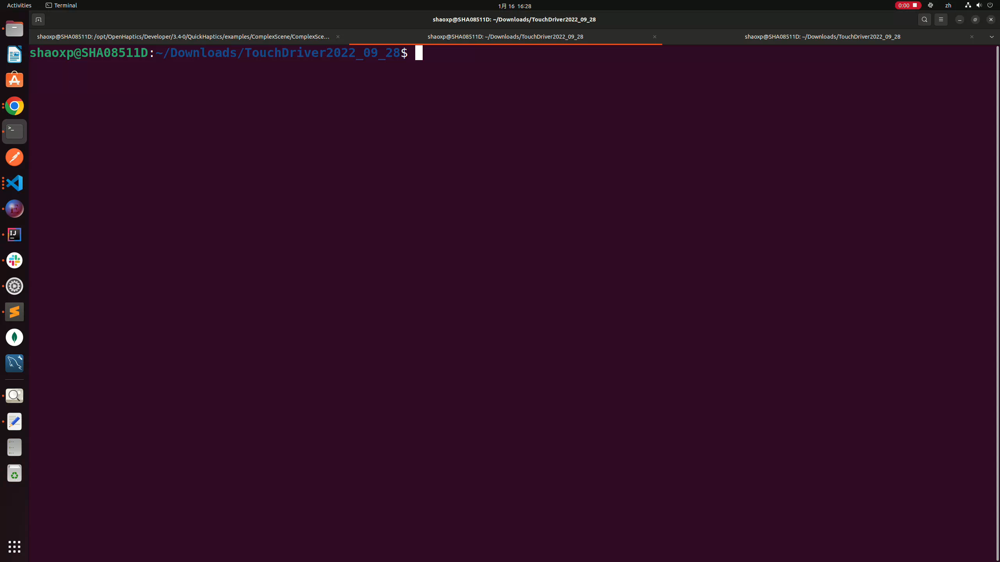 Activities
Terminal
1月 16 16:28
0:00
zh
shaoxp@SHA08511D: ~/Downloads/TouchDriver2022_09_28
shaoxp@SHA08511D: /opt/OpenHaptics/Developer/3.4-0/QuickHaptics/examples/ComplexScene/ComplexSce…
shaoxp@SHA08511D: ~/Downloads/TouchDriver2022_09_28
shaoxp@SHA08511D: ~/Downloads/TouchDriver2022_09_28
shaoxp@SHA08511D:~/Downloads/TouchDriver2022_09_28$